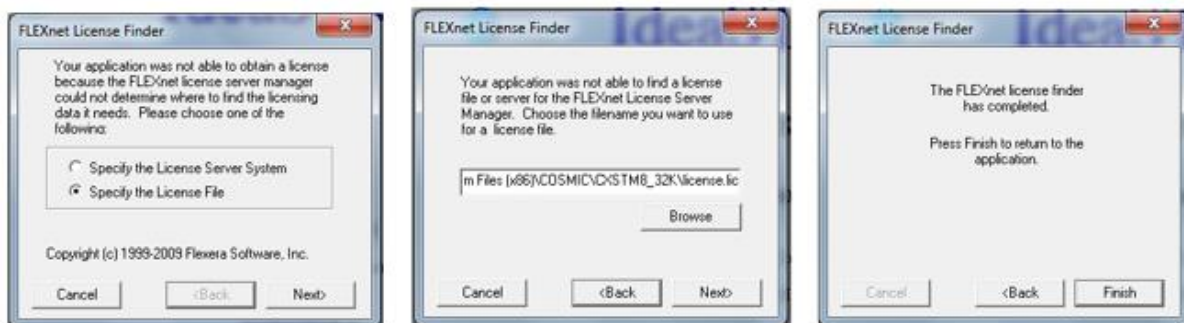 FLEXnet License Finder
Your application was not able to obtain a license
because the FLEXnet license server manager
could not determine where to find the licensing
data it needs. Please choose one of the
following:
Specify the License Server System
Specify the License File
Copyright (c) 1999-2009 Flexera Software, Inc.
Cancel
<Back
Next>
FLEXnet License Finder
Your application was not able to find a license
file or server for the FLEXnet License Server
Manager. Choose the filename you want to use
for a license file.
m Files (x86)\COSMIC\CXSTM8_32K\license.lic
Browse
Cancel
<Back
Next>
FLEXnet License Finder
The FLEXnet license finder
has completed.
Press Finish to return to the
application.
Cancel
<Back
Finish